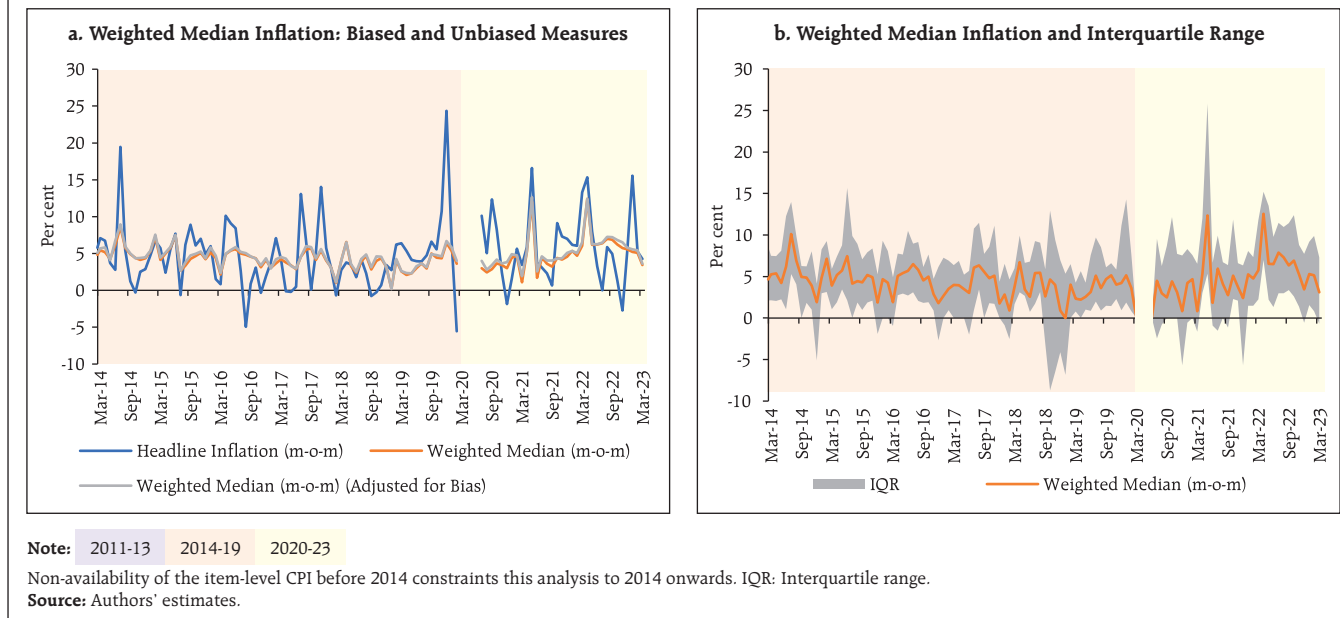 a. Weighted Median Inflation: Biased and Unbiased Measures
30
25
20
15
10
5
0
-5
-10
Per cent
Mar-14
Sep-14
Mar-15
Sep-15
Mar-16
Sep-16
Mar-17
Sep-17
Mar-18
Sep-18
Mar-19
Sep-19
Mar-20
Sep-20
Mar-21
Sep-21
Mar-22
Sep-22
Mar-23
Headline Inflation (m-o-m)
Weighted Median (m-o-m)
Weighted Median (m-o-m) (Adjusted for Bias)
b. Weighted Median Inflation and Interquartile Range
30
25
20
15
10
5
0
-5
-10
Per cent
Mar-14
Sep-14
Mar-15
Sep-15
Mar-16
Sep-16
Mar-17
Sep-17
Mar-18
Sep-18
Mar-19
Sep-19
Mar-20
Sep-20
Mar-21
Sep-21
Mar-22
Sep-22
Mar-23
IQR
Weighted Median (m-o-m)
Note: 2011-13 2014-19 2020-23
Non-availability of the item-level CPI before 2014 constraints this analysis to 2014 onwards. IQR: Interquartile range.
Source: Authors' estimates.